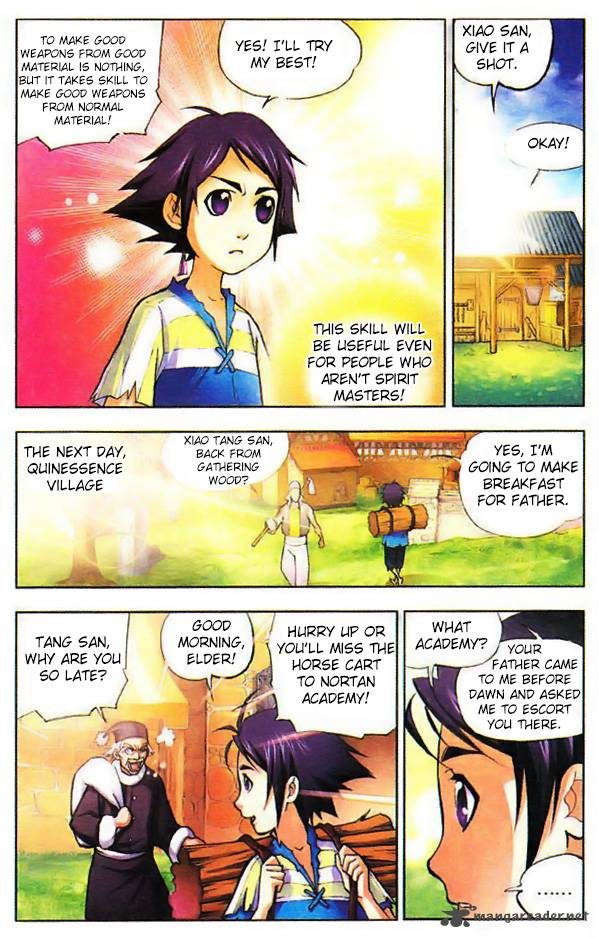 TO MAKE GOOD
WEAPONS FROM GOOD
MATERIAL IS NOTHING,
BUT IT TAKES SKILL TO
MAKE GOOD WEAPONS
FROM NORMAL
MATERIAL!
YES! I'LL TRY
MY BEST!
THIS SKILL WILL
BE USEFUL EVEN
FOR PEOPLE WHO
AREN'T SPIRIT
MASTERS!
XIAO SAN,
GIVE IT A
SHOT.
OKAY!
THE NEXT DAY,
QUINESSENCE
VILLAGE
XIAO TANG SAN,
BACK FROM
GATHERING
WOOD?
YES, I'M
GOING TO MAKE
BREAKFAST
FOR FATHER.
TANG SAN,
WHY ARE YOU
SO LATE?
GOOD
MORNING,
ELDER!
HURRY UP OR
YOU'LL MISS THE
HORSE CART
TO NORTAN
ACADEMY!
WHAT
ACADEMY?
YOUR
FATHER CAME
TO ME BEFORE
DAWN AND ASKED
ME TO ESCORT
YOU THERE.
......
mangareader.net